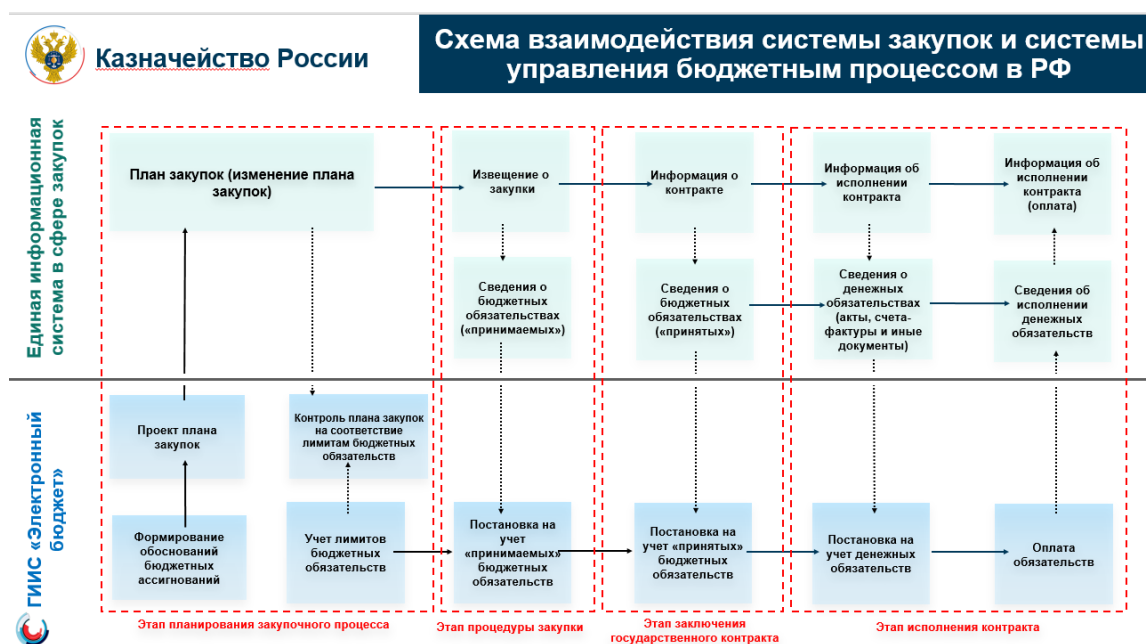 Казначейство России
Схема взаимодействия системы закупок и системы
управления бюджетным процессом в РФ
Единая информационная
система в сфере закупок
План закупок (изменение плана
закупок)
Извещение о
закупки
Информация о
контракте
Информация об
исполнении
контракта
Информация об
исполнении
контракта
(оплата)
Сведения о
бюджетных
обязательствах
(«принимаемых»)
Сведения о
бюджетных
обязательствах
(«принятых»)
Сведения о
денежных
обязательствах
(акты, счета-
фактуры и иные
документы)
Сведения об
исполнении
денежных
обязательств
ГИИС «Электронный
бюджет»
Проект плана
закупок
Контроль плана закупок
на соответствие
лимитам бюджетных
обязательств
Формирование
обоснований
бюджетных
ассигнований
Учет лимитов
бюджетных
обязательств
Постановка на
учет
«принимаемых»
бюджетных
обязательств
Постановка на
учет «принятых»
бюджетных
обязательств
Постановка на
учет денежных
обязательств
Оплата
обязательств
Этап планирования закупочного процесса
Этап процедуры закупки
Этап заключения
государственного контракта
Этап исполнения контракта